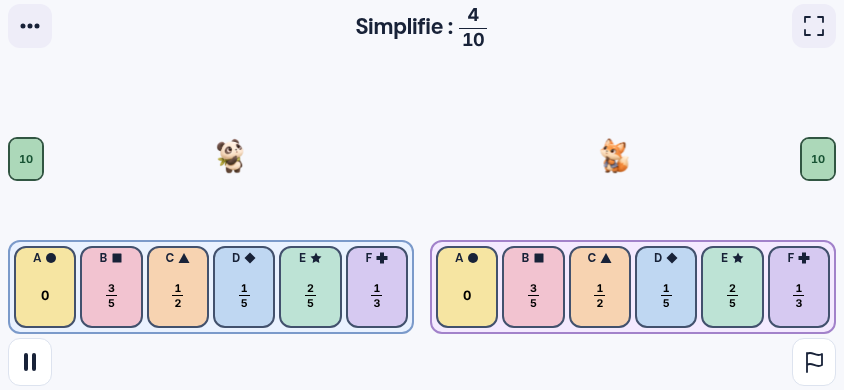 Simplifie : 4/10
10 10
A B C D E F A B C D E F
0 3/5 1/2 1/5 2/5 1/3 0 3/5 1/2 1/5 2/5 1/3